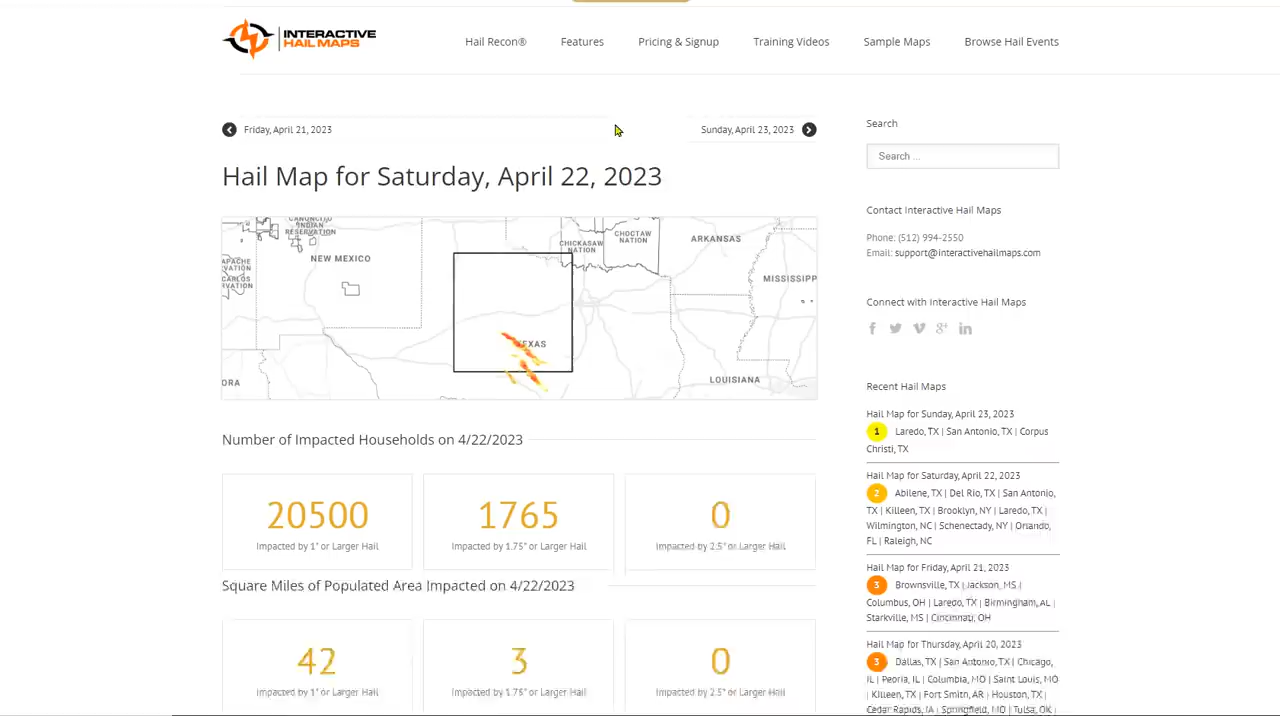 INTERACTIVE
HAIL MAPS
Hail Recon®
Features
Pricing & Signup
Training Videos
Sample Maps
Browse Hail Events
Friday, April 21, 2023
Sunday, April 23, 2023
Hail Map for Saturday, April 22, 2023
CANONCITO
INDIAN
RESERVATION
NEW MEXICO
APACHE
RVATION
CARLOS
RVATION
CHICKASAW
NATION
CHOCTAW
NATION
ARKANSAS
MISSISSIPP
TEXAS
LOUISIANA
ORA
Number of Impacted Households on 4/22/2023
20500
Impacted by 1" or Larger Hail
1765
Impacted by 1.75" or Larger Hail
0
Impacted by 2.5" or Larger Hail
Square Miles of Populated Area Impacted on 4/22/2023
42
Impacted by 1" or Larger Hail
3
Impacted by 1.75" or Larger Hail
0
Impacted by 2.5" or Larger Hail
Search
Search ...
Contact Interactive Hail Maps
Phone: (512) 994-2550
Email: support@interactivehailmaps.com
Connect with Interactive Hail Maps
Recent Hail Maps
Hail Map for Sunday, April 23, 2023
1 Laredo, TX | San Antonio, TX | Corpus
Christi, TX
Hail Map for Saturday, April 22, 2023
2 Abilene, TX | Del Rio, TX | San Antonio,
TX | Killeen, TX | Brooklyn, NY | Laredo, TX |
Wilmington, NC | Schenectady, NY | Orlando,
FL | Raleigh, NC
Hail Map for Friday, April 21, 2023
3 Brownsville, TX | Jackson, MS |
Columbus, OH | Laredo, TX | Birmingham, AL |
Starkville, MS | Cincinnati, OH
Hail Map for Thursday, April 20, 2023
3 Dallas, TX | San Antonio, TX | Chicago,
IL | Peoria, IL | Columbia, MO | Saint Louis, MO
| Killeen, TX | Fort Smith, AR | Houston, TX |
Cedar Rapids, IA | Springfield, MO | Tulsa, OK |